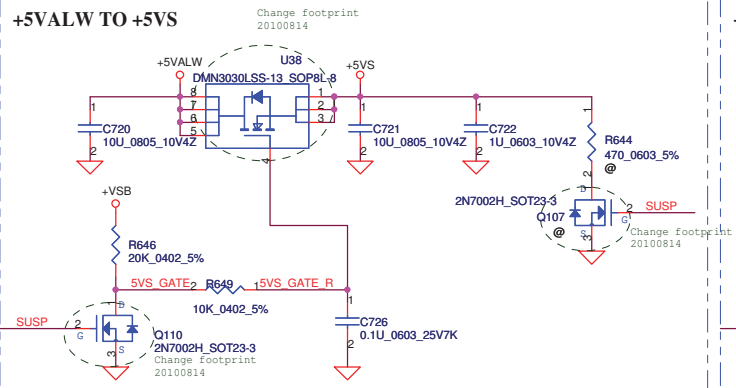 +5VALW TO +5VS
Change footprint
20100814
+5VALW
U38
+5VS
DMN3030LSS-13_SOP8L-8
8
7
6
5
1
2
3
4
1
C720
10U_0805_10V4Z
2
1
C721
10U_0805_10V4Z
2
1
C722
1U_0603_10V4Z
2
1
R644
470_0603_5%
@
2
2N7002H_SOT23-3
D
Q107
@
G
2
SUSP
S
3
Change footprint
20100814
+VSB
R646
20K_0402_5%
5VS_GATE
2
R649
1
5VS_GATE_R
10K_0402_5%
1
C726
0.1U_0603_25V7K
2
SUSP
2
G
1
D
S
3
Q110
2N7002H_SOT23-3
Change footprint
20100814